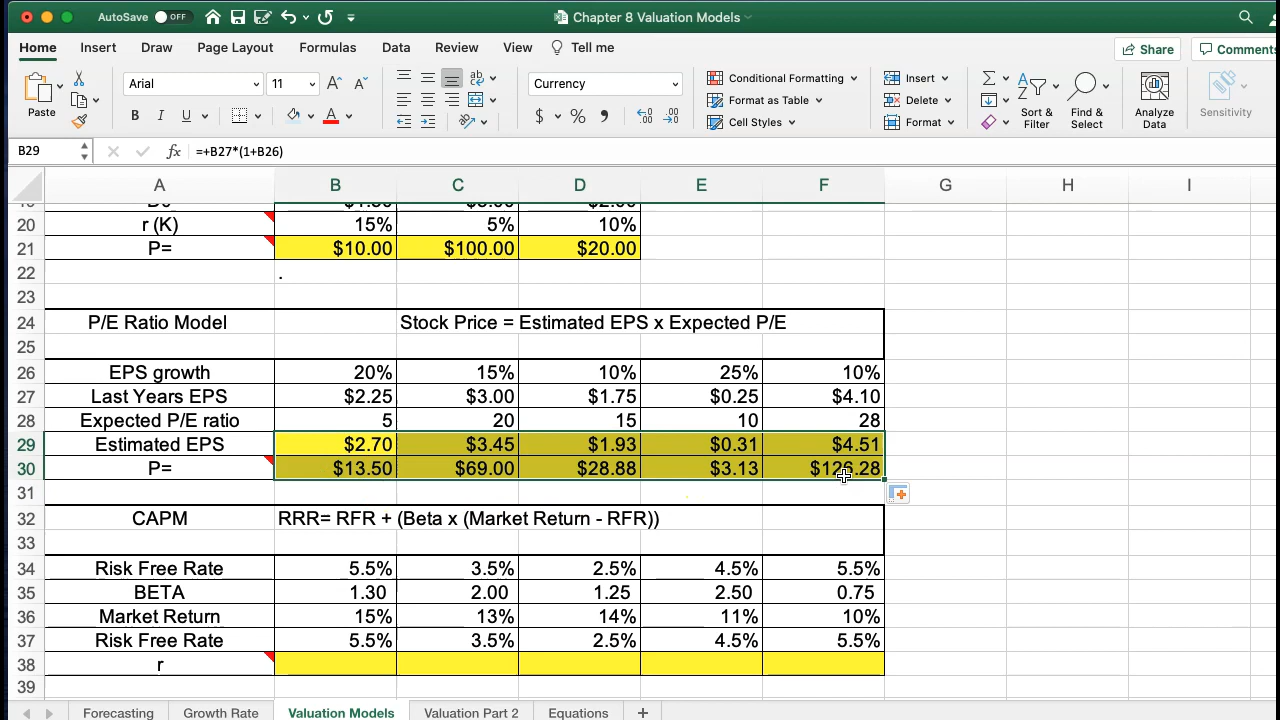 AutoSave OFF Chapter 8 Valuation Models
Home Insert Draw Page Layout Formulas Data Review View Tell me Share Comments
Paste Arial 11 A A ab Currency Conditional Formatting Insert
B I U A $ % Format as Table Delete
Cell Styles Format
Sort & Filter Find & Select Analyze Data Sensitivity
B29 fx =+B27*(1+B26)
A B C D E F G H I
20 r (K) 15% 5% 10%
21 P= $10.00 $100.00 $20.00
22 .
23
24 P/E Ratio Model Stock Price = Estimated EPS x Expected P/E
25
26 EPS growth 20% 15% 10% 25% 10%
27 Last Years EPS $2.25 $3.00 $1.75 $0.25 $4.10
28 Expected P/E ratio 5 20 15 10 28
29 Estimated EPS $2.70 $3.45 $1.93 $0.31 $4.51
30 P= $13.50 $69.00 $28.88 $3.13 $126.28
31
32 CAPM RRR= RFR + (Beta x (Market Return - RFR))
33
34 Risk Free Rate 5.5% 3.5% 2.5% 4.5% 5.5%
35 BETA 1.30 2.00 1.25 2.50 0.75
36 Market Return 15% 13% 14% 11% 10%
37 Risk Free Rate 5.5% 3.5% 2.5% 4.5% 5.5%
38 r
39
Forecasting Growth Rate Valuation Models Valuation Part 2 Equations +